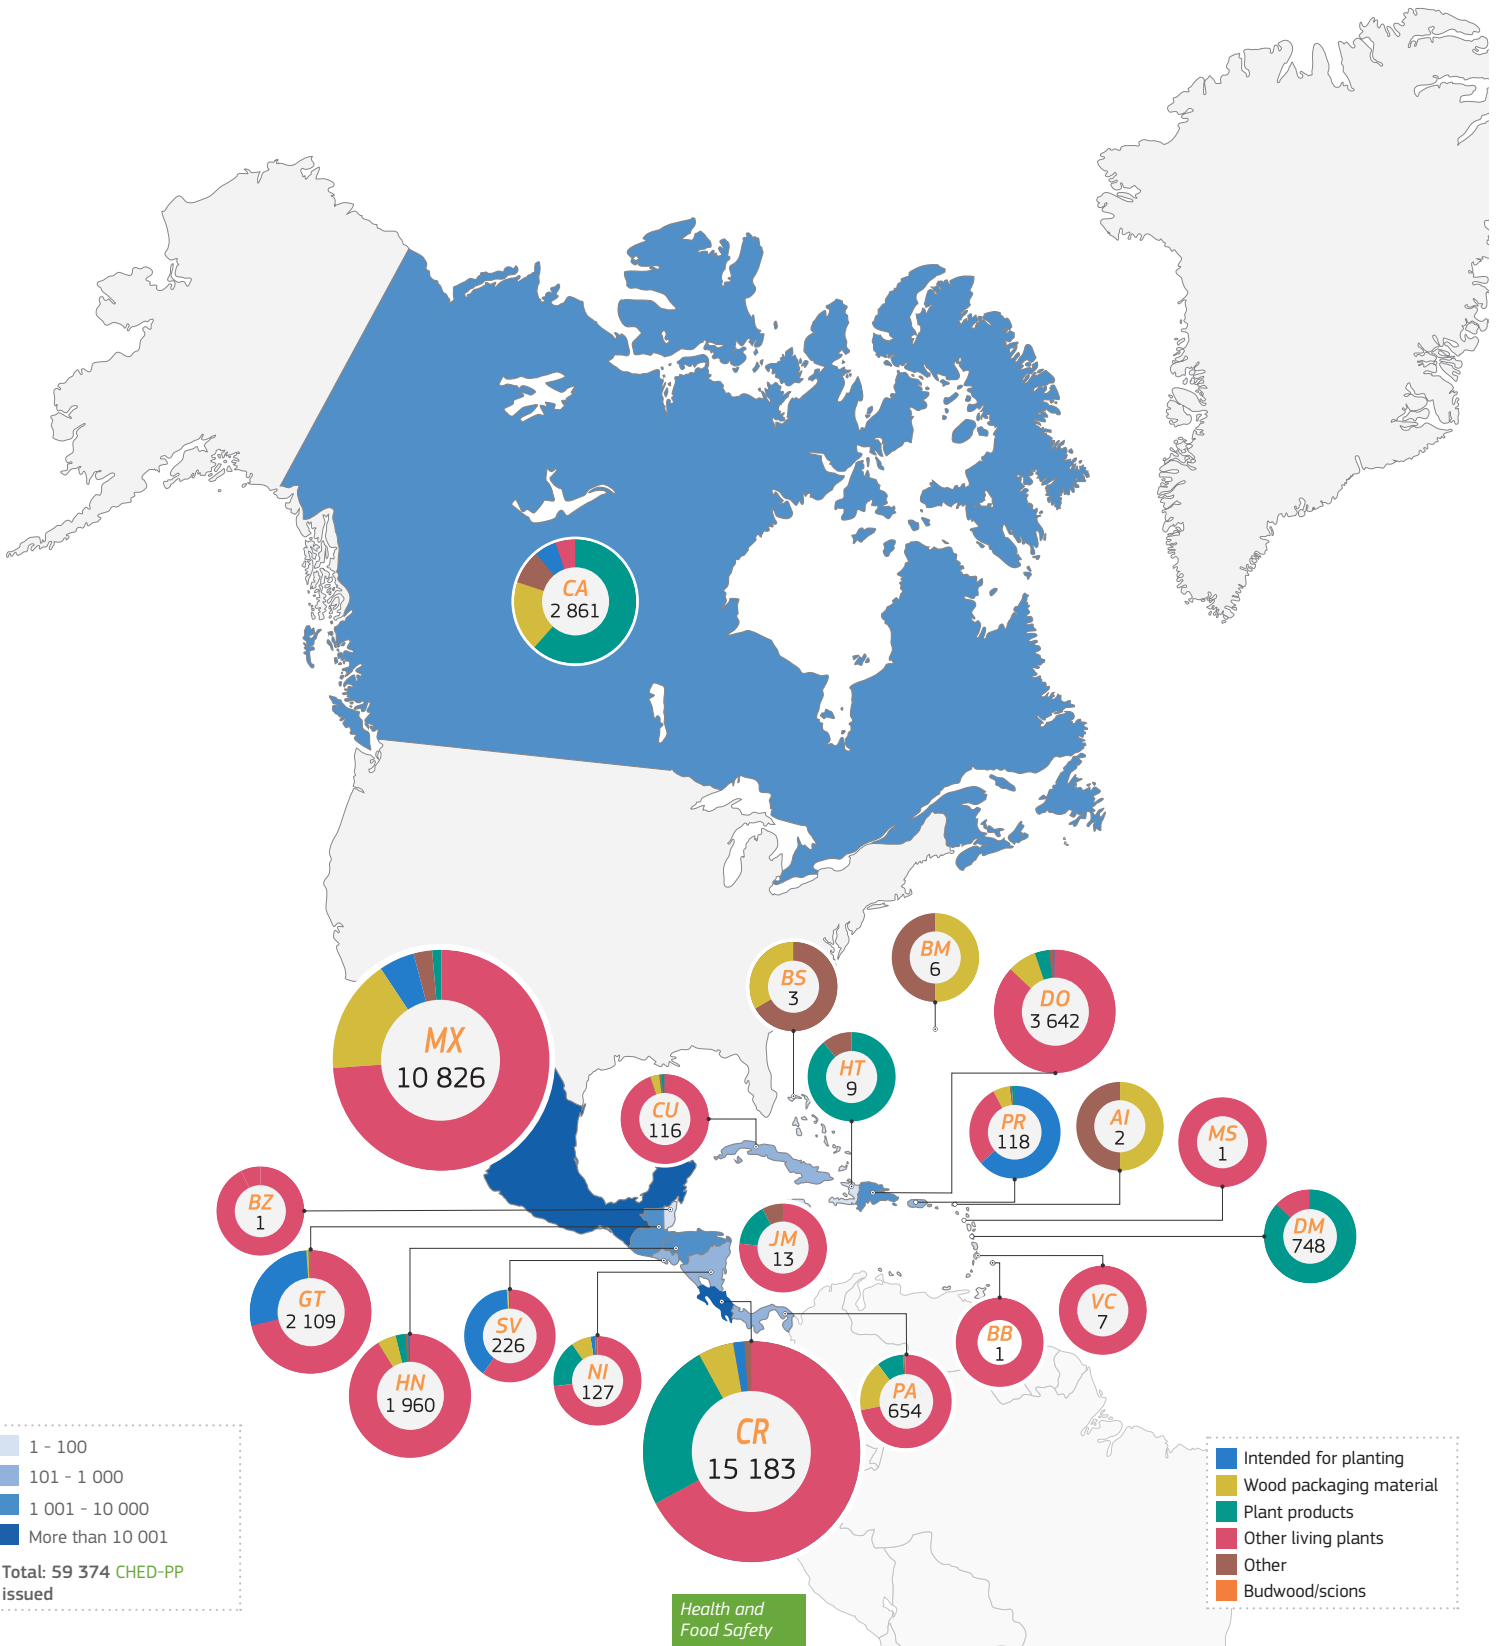 CA
2 861
BM
6
BS
3
DO
3 642
MX
10 826
HT
9
CU
116
PR
118
AI
2
MS
1
BZ
1
JM
13
DM
748
GT
2 109
SV
226
NI
127
HN
1 960
VC
7
BB
1
PA
654
CR
15 183
1 - 100
101 - 1 000
1 001 - 10 000
More than 10 001
Total: 59 374 CHED-PP
issued
Intended for planting
Wood packaging material
Plant products
Other living plants
Other
Budwood/scions
Health and
Food Safety